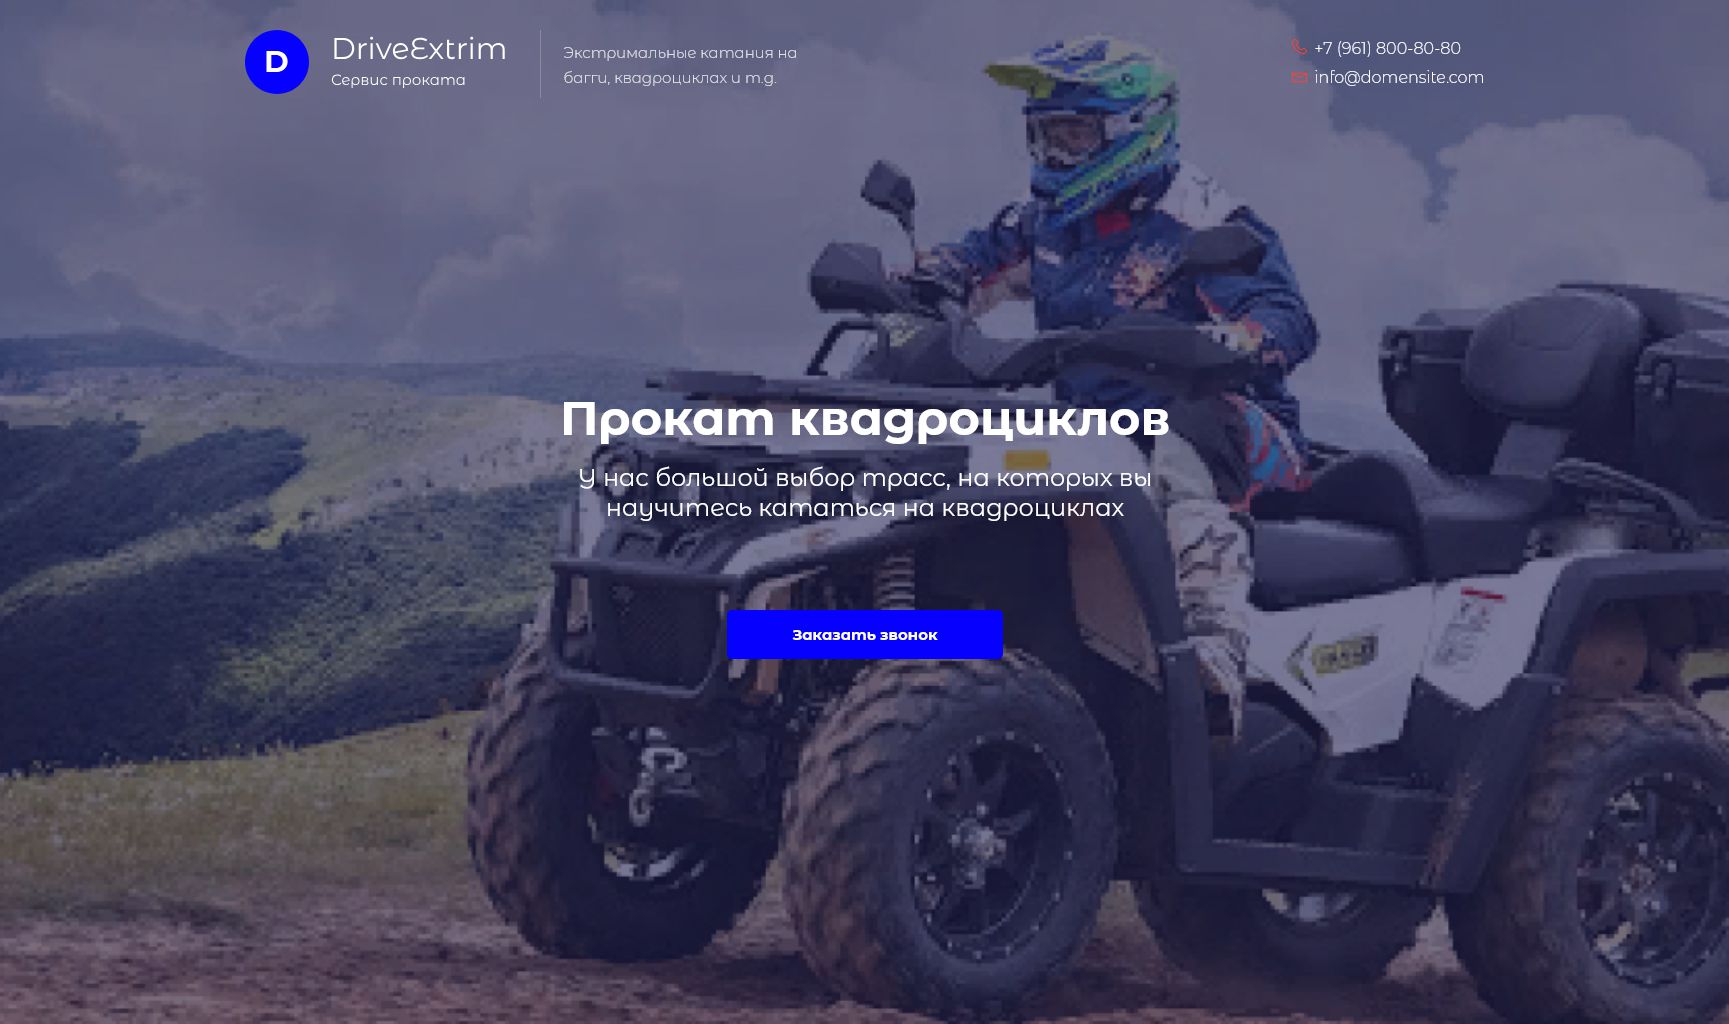 D
DriveExtrim
Сервис проката
Экстримальные катания на
багги, квадроциклах и т.д.
+7 (961) 800-80-80
info@domensite.com
Прокат квадроциклов
У нас большой выбор трасс, на которых вы
научитесь кататься на квадроциклах
Заказать звонок